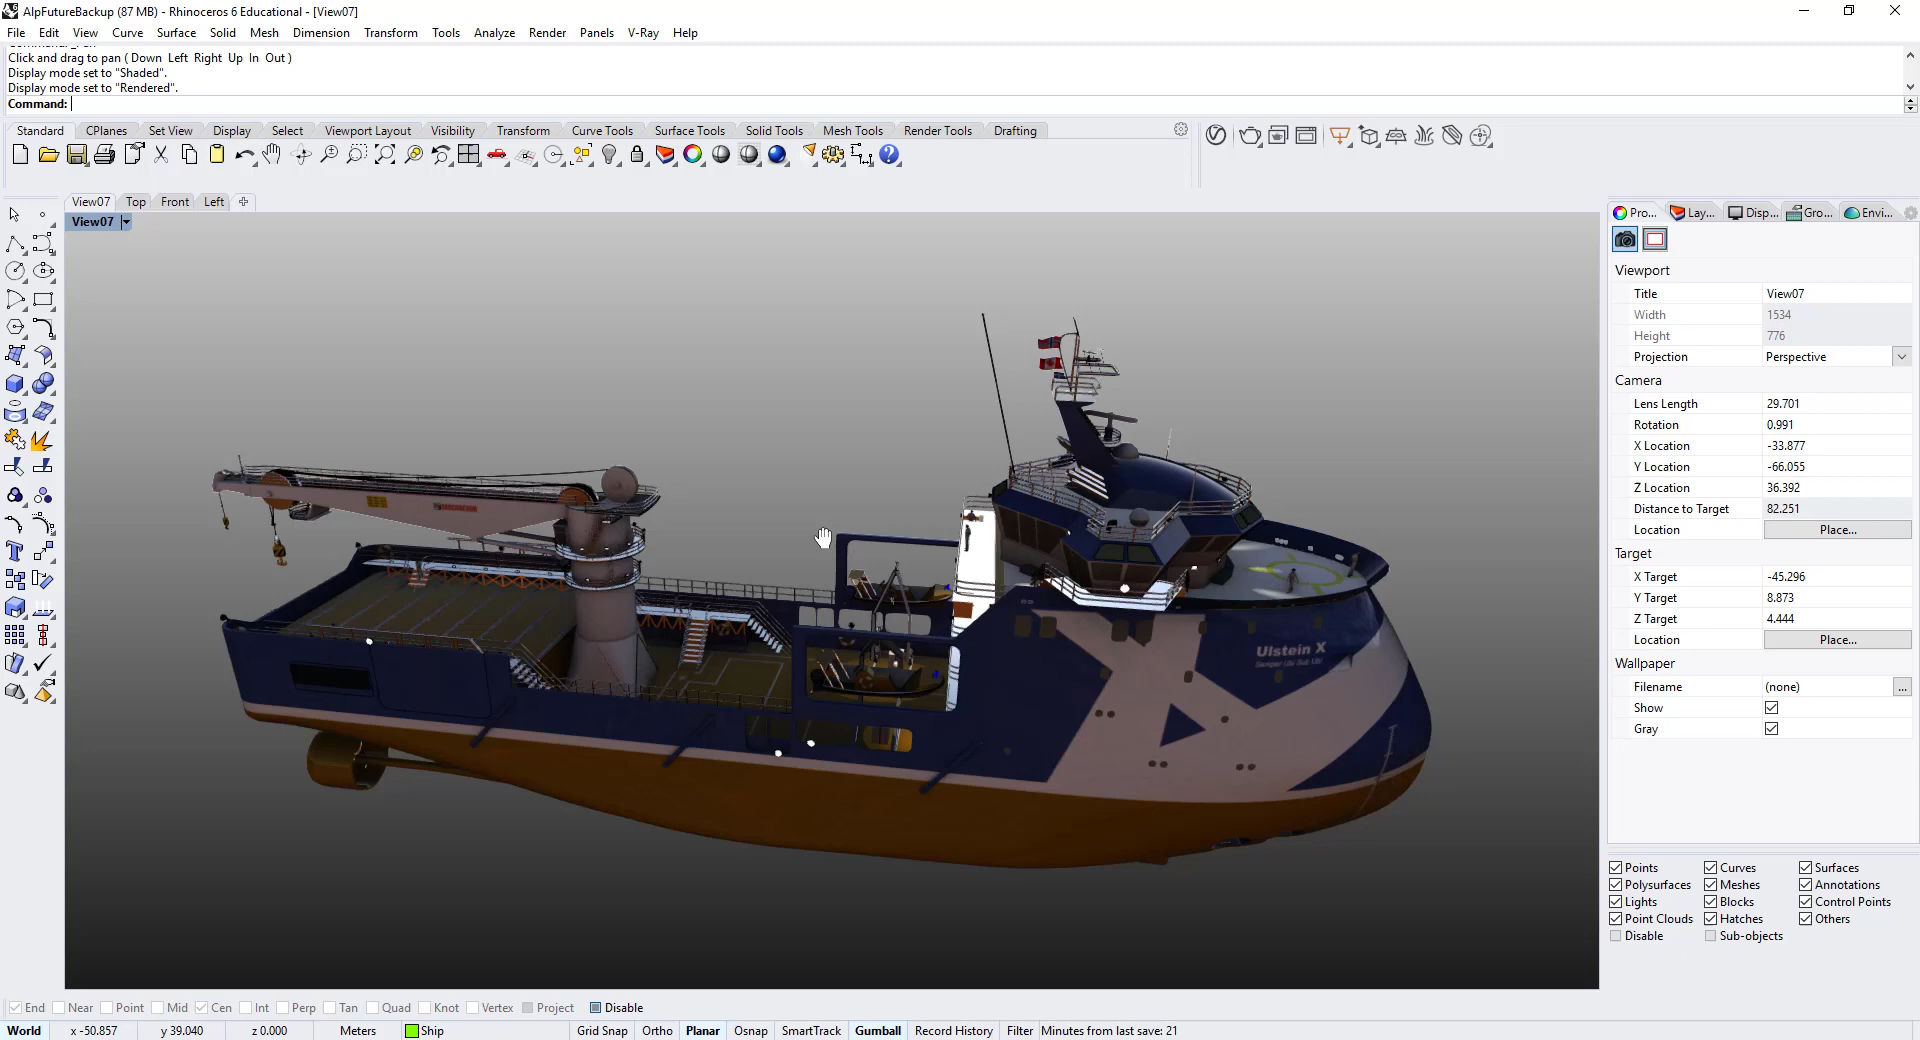 AlpFutureBackup (87 MB) - Rhinoceros 6 Educational - [View07]
File Edit View Curve Surface Solid Mesh Dimension Transform Tools Analyze Render Panels V-Ray Help
Click and drag to pan ( Down Left Right Up In Out )
Display mode set to "Shaded".
Display mode set to "Rendered".
Command:
Standard CPlanes Set View Display Select Viewport Layout Visibility Transform Curve Tools Surface Tools Solid Tools Mesh Tools Render Tools Drafting
View07 Top Front Left
Pro... Lay... Disp... Gro... Envi...
View07
Viewport
Title View07
Width 1534
Height 776
Projection Perspective
Camera
Lens Length 29.701
Rotation 0.991
X Location -33.877
Y Location -66.055
Z Location 36.392
Distance to Target 82.251
Location Place...
Target
X Target -45.296
Y Target 8.873
Z Target 4.444
Location Place...
Wallpaper
Filename (none) ...
Show
Gray
Ulstein X
Points Curves Surfaces
Polysurfaces Meshes Annotations
Lights Blocks Control Points
Point Clouds Hatches Others
Disable Sub-objects
End Near Point Mid Cen Int Perp Tan Quad Knot Vertex Project Disable
World x -50.857 y 39.040 z 0.000 Meters Ship Grid Snap Ortho Planar Osnap SmartTrack Gumball Record History Filter Minutes from last save: 21